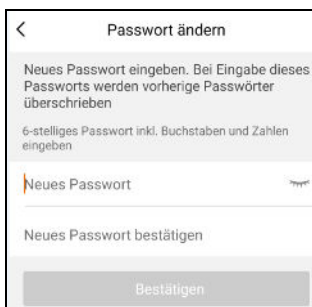 Passwort ändern
Neues Passwort eingeben. Bei Eingabe dieses
Passworts werden vorherige Passwörter
überschrieben
6-stelliges Passwort inkl. Buchstaben und Zahlen
eingeben
Neues Passwort
Neues Passwort bestätigen
Bestätigen